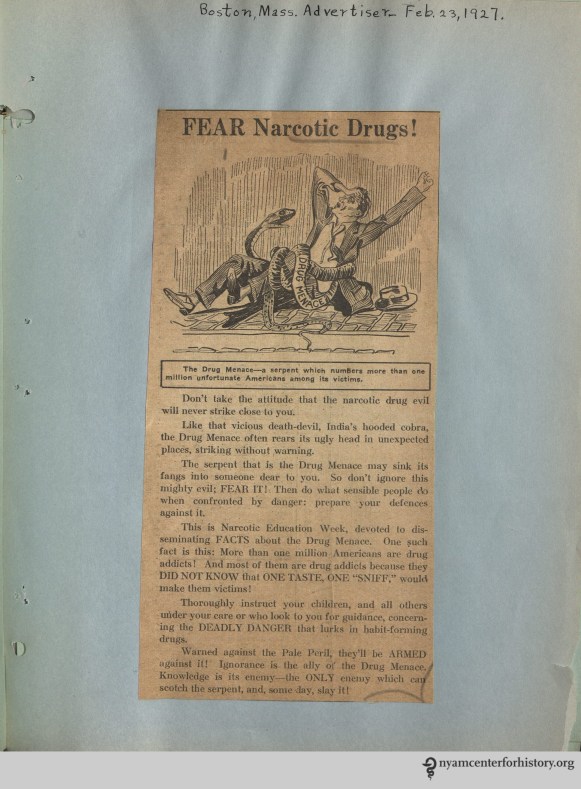 Boston, Mass. Advertiser– Feb. 23, 1927.
FEAR Narcotic Drugs!
DRUG MENACE
The Drug Menace—a serpent which numbers more than one
million unfortunate Americans among its victims.
Don't take the attitude that the narcotic drug evil
will never strike close to you.
Like that vicious death-devil, India's hooded cobra,
the Drug Menace often rears its ugly head in unexpected
places, striking without warning.
The serpent that is the Drug Menace may sink its
fangs into someone dear to you. So don't ignore this
mighty evil; FEAR IT! Then do what sensible people do
when confronted by danger: prepare your defences
against it.
This is Narcotic Education Week, devoted to dis-
seminating FACTS about the Drug Menace. One such
fact is this: More than one million Americans are drug
addicts! And most of them are drug addicts because they
DID NOT KNOW that ONE TASTE, ONE "SNIFF," would
make them victims!
Thoroughly instruct your children, and all others
under your care or who look to you for guidance, concern-
ing the DEADLY DANGER that lurks in habit-forming
drugs.
Warned against the Pale Peril, they'll be ARMED
against it! Ignorance is the ally of the Drug Menace.
Knowledge is its enemy—the ONLY enemy which can
scotch the serpent, and, some day, slay it!
nyamcenterforhistory.org